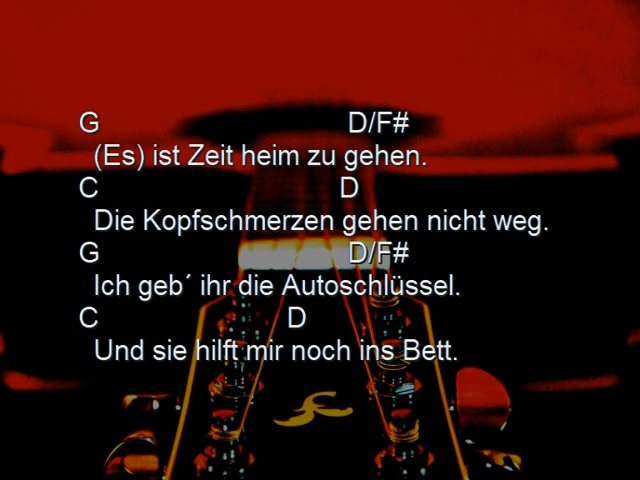 G D/F#
(Es) ist Zeit heim zu gehen.
C D
Die Kopfschmerzen gehen nicht weg.
G D/F#
Ich geb´ ihr die Autoschlüssel.
C D
Und sie hilft mir noch ins Bett.